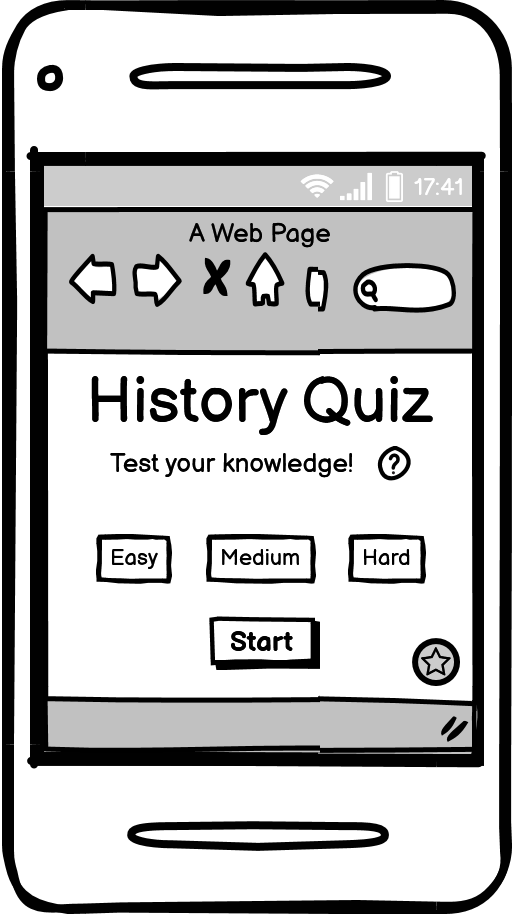 17:41
A Web Page
History Quiz
Test your knowledge! ?
Easy Medium Hard
Start